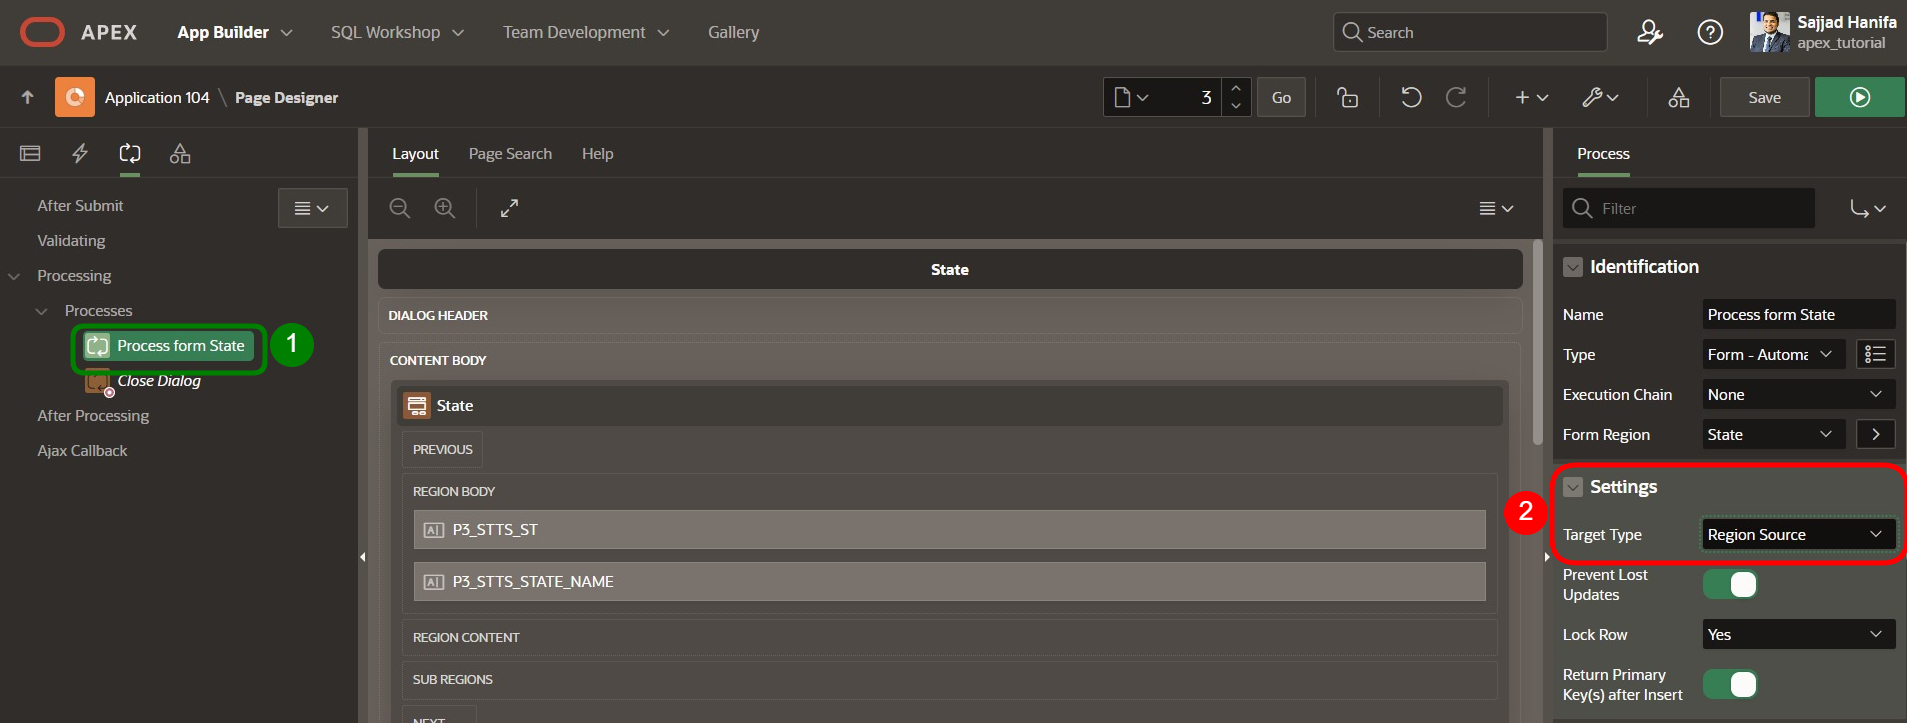 APEX
App Builder
SQL Workshop
Team Development
Gallery
Search
Sajjad Hanifa
apex_tutorial
Application 104 \ Page Designer
3
Go
Save
Layout
Page Search
Help
Process
After Submit
Validating
Processing
Processes
Process form State
1
Close Dialog
After Processing
Ajax Callback
State
DIALOG HEADER
CONTENT BODY
State
PREVIOUS
REGION BODY
P3_STTS_ST
P3_STTS_STATE_NAME
REGION CONTENT
SUB REGIONS
NEXT
Filter
Identification
Name
Process form State
Type
Form - Automa
Execution Chain
None
Form Region
State
2
Settings
Target Type
Region Source
Prevent Lost
Updates
Lock Row
Yes
Return Primary
Key(s) after Insert